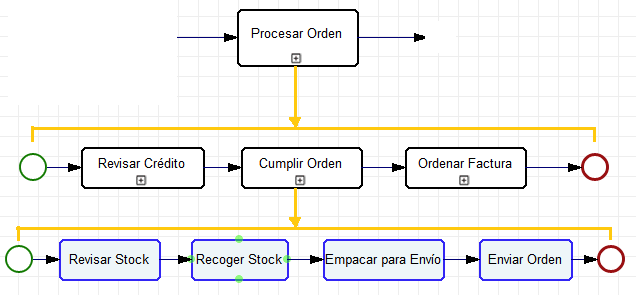 Procesar Orden
Revisar Crédito
Cumplir Orden
Ordenar Factura
Revisar Stock
Recoger Stock
Empacar para Envío
Enviar Orden